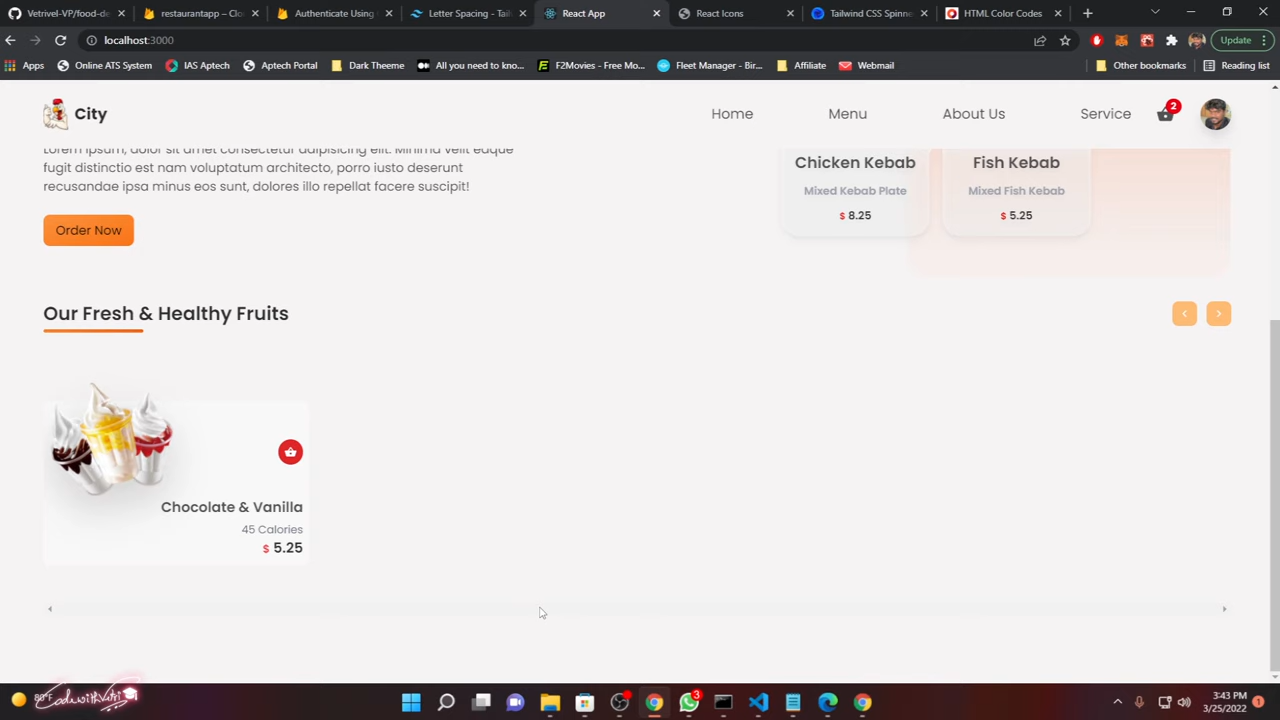 Vetrivel-VP/food-de
restaurantapp – Clo
Authenticate Using
Letter Spacing - Tail
React App
React Icons
Tailwind CSS Spinne
HTML Color Codes
localhost:3000
Update
Apps
Online ATS System
IAS Aptech
Aptech Portal
Dark Theeme
All you need to kno...
F2Movies - Free Mo...
Fleet Manager - Bir...
Affiliate
Webmail
Other bookmarks
Reading list
City
Home
Menu
About Us
Service
2
Lorem ipsum, dolor sit amet consectetur adipisicing elit. Minima velit eaque
fugit distinctio est nam voluptatum architecto, porro iusto deserunt
recusandae ipsa minus eos sunt, dolores illo repellat facere suscipit!
Order Now
Chicken Kebab
Mixed Kebab Plate
$ 8.25
Fish Kebab
Mixed Fish Kebab
$ 5.25
Our Fresh & Healthy Fruits
Chocolate & Vanilla
45 Calories
$ 5.25
80°F
CodewithVetri
3
3:43 PM
3/25/2022
1